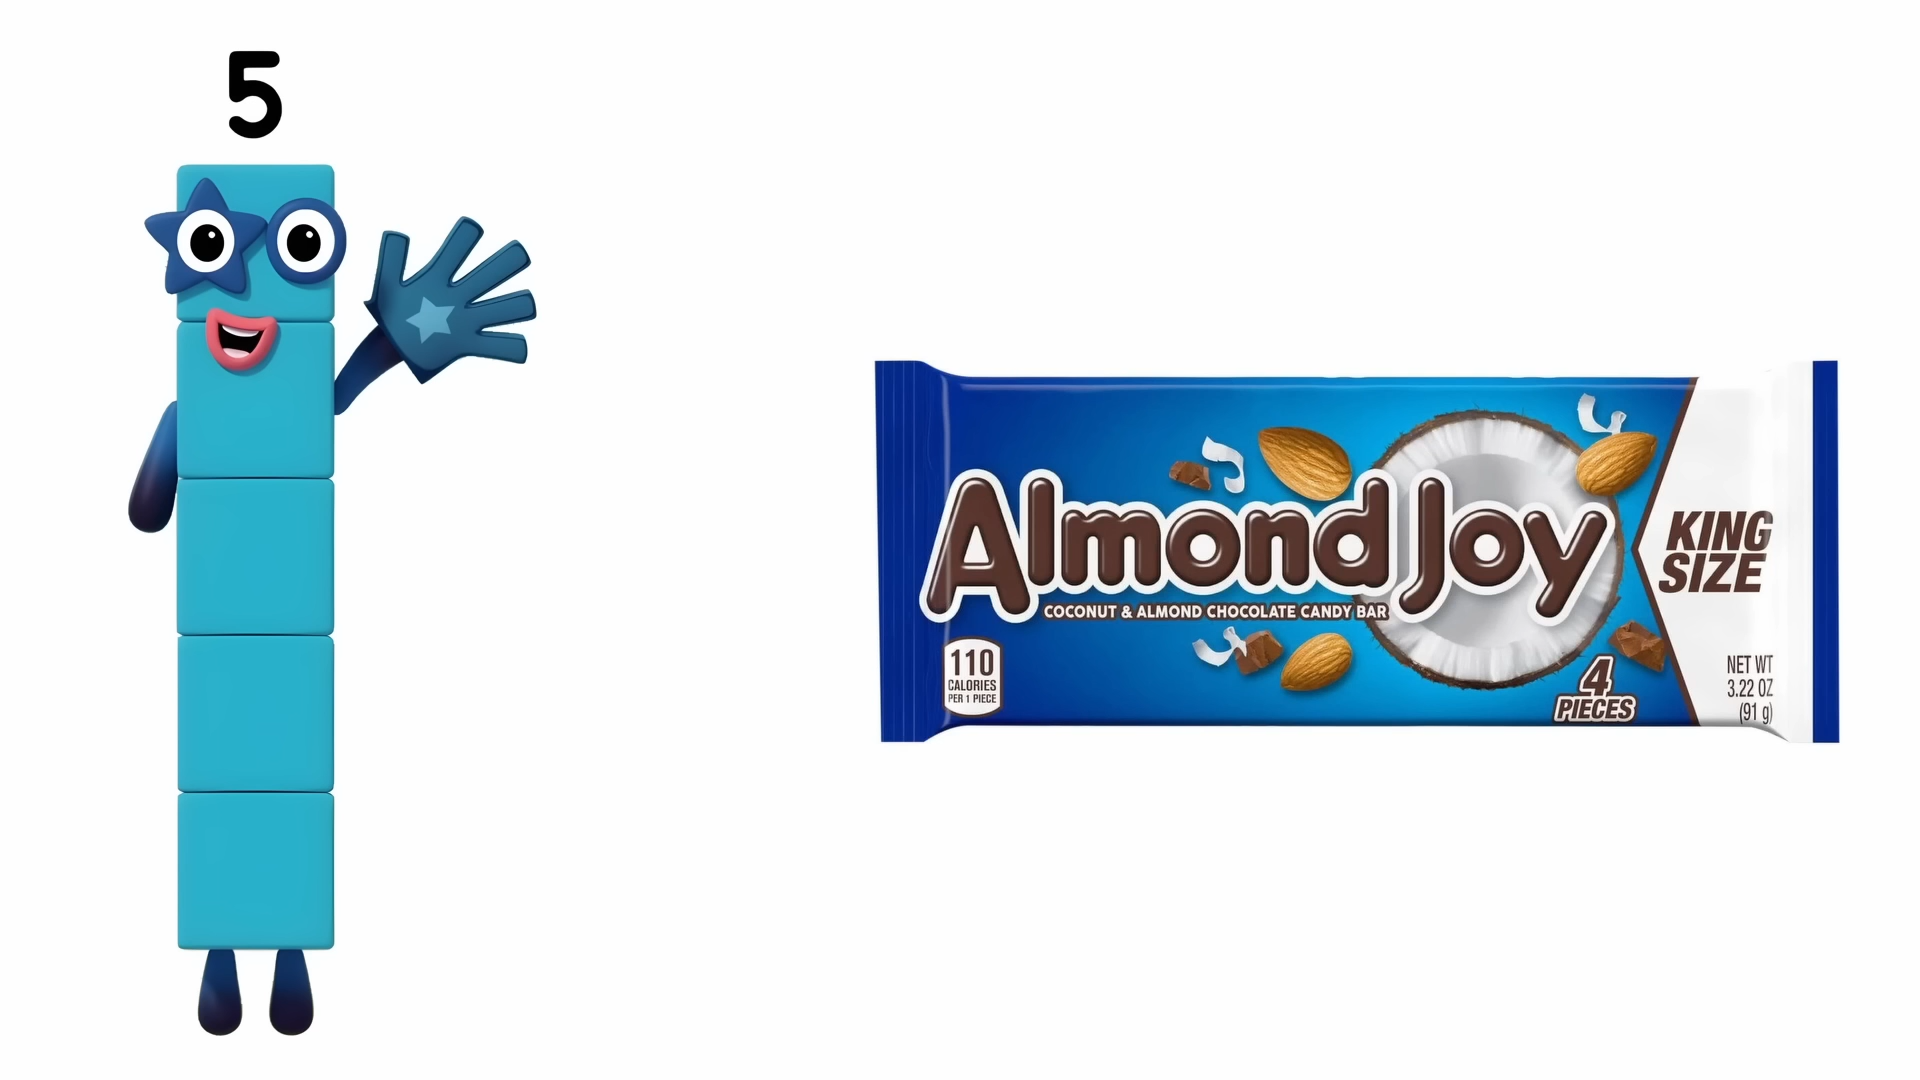 5
Almond Joy
COCONUT & ALMOND CHOCOLATE CANDY BAR
KING
SIZE
110
CALORIES
PER 1 PIECE
4
PIECES
NET WT
3.22 OZ
(91 g)